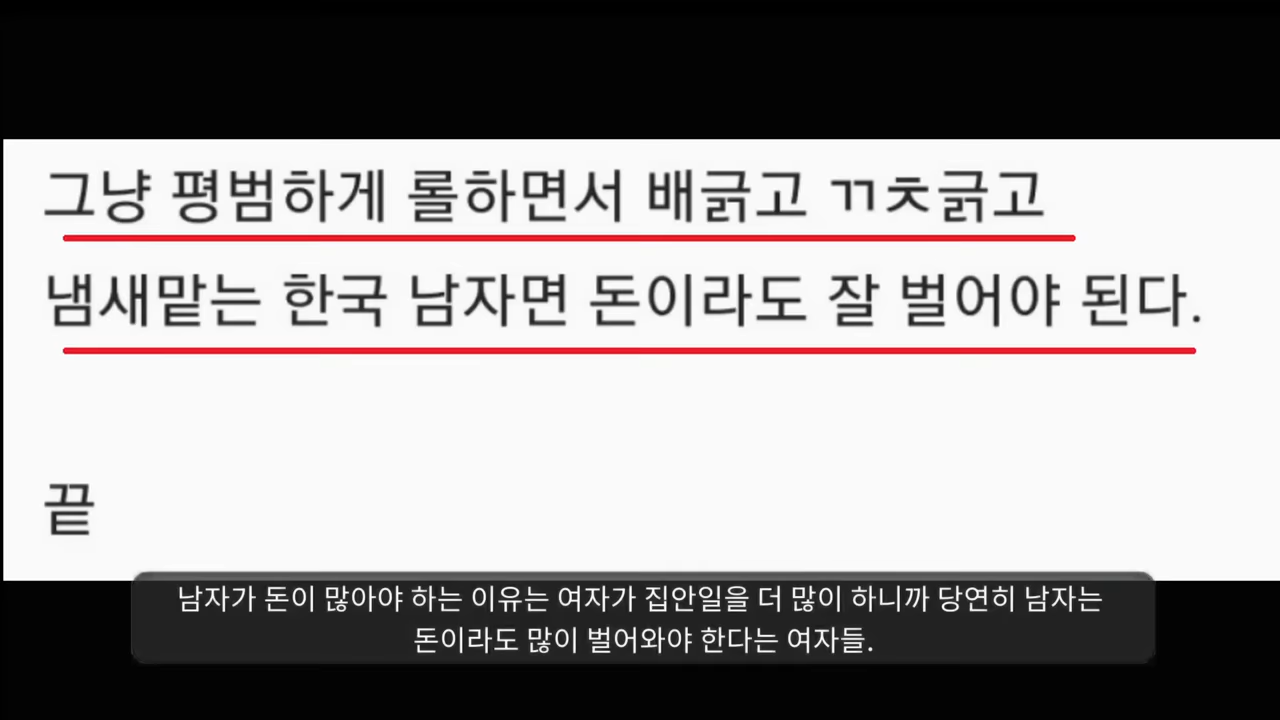 그냥 평범하게 롤하면서 배긁고 ㄲㅊ긁고
냄새맡는 한국 남자면 돈이라도 잘 벌어야 된다.
끝
남자가 돈이 많아야 하는 이유는 여자가 집안일을 더 많이 하니까 당연히 남자는
돈이라도 많이 벌어와야 한다는 여자들.